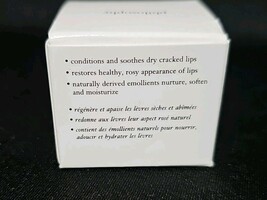 philosophy
• conditions and soothes dry cracked lips
• restores healthy, rosy appearance of lips
• naturally derived emollients nurture, soften
and moisturize
• régénère et apaise les lèvres sèches et abîmées
• redonne aux lèvres leur aspect rosé naturel
• contient des émollients naturels pour nourrir,
adoucir et hydrater les lèvres